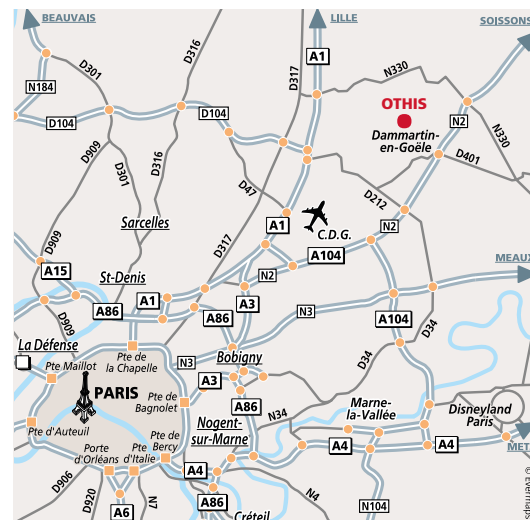 BEAUVAIS
LILLE
SOISSONS
D316
D301
A1
D317
N330
N184
OTHIS
D104
D104
N2
Dammartin-
en-Goële
N330
D909
D316
D401
D301
D47
D212
Sarcelles
A1
C.D.G.
N2
D909
D317
A104
MEAUX
A15
St-Denis
N2
A1
A3
A86
A86
N3
A104
D34
D909
La Défense
Pte de
la Chapelle
N3
Bobigny
D34
Pte Maillot
A3
PARIS
Pte de
Bagnolet
A86
Marne-
la-Vallée
Disneyland
Paris
N34
Nogent-
sur-Marne
Pte d'Auteuil
Pte de
Bercy
Porte
d'Orléans
Pte
d'Italie
A4
A4
A4
MET
D906
D920
N7
A6
A86
N4
N104
Créteil